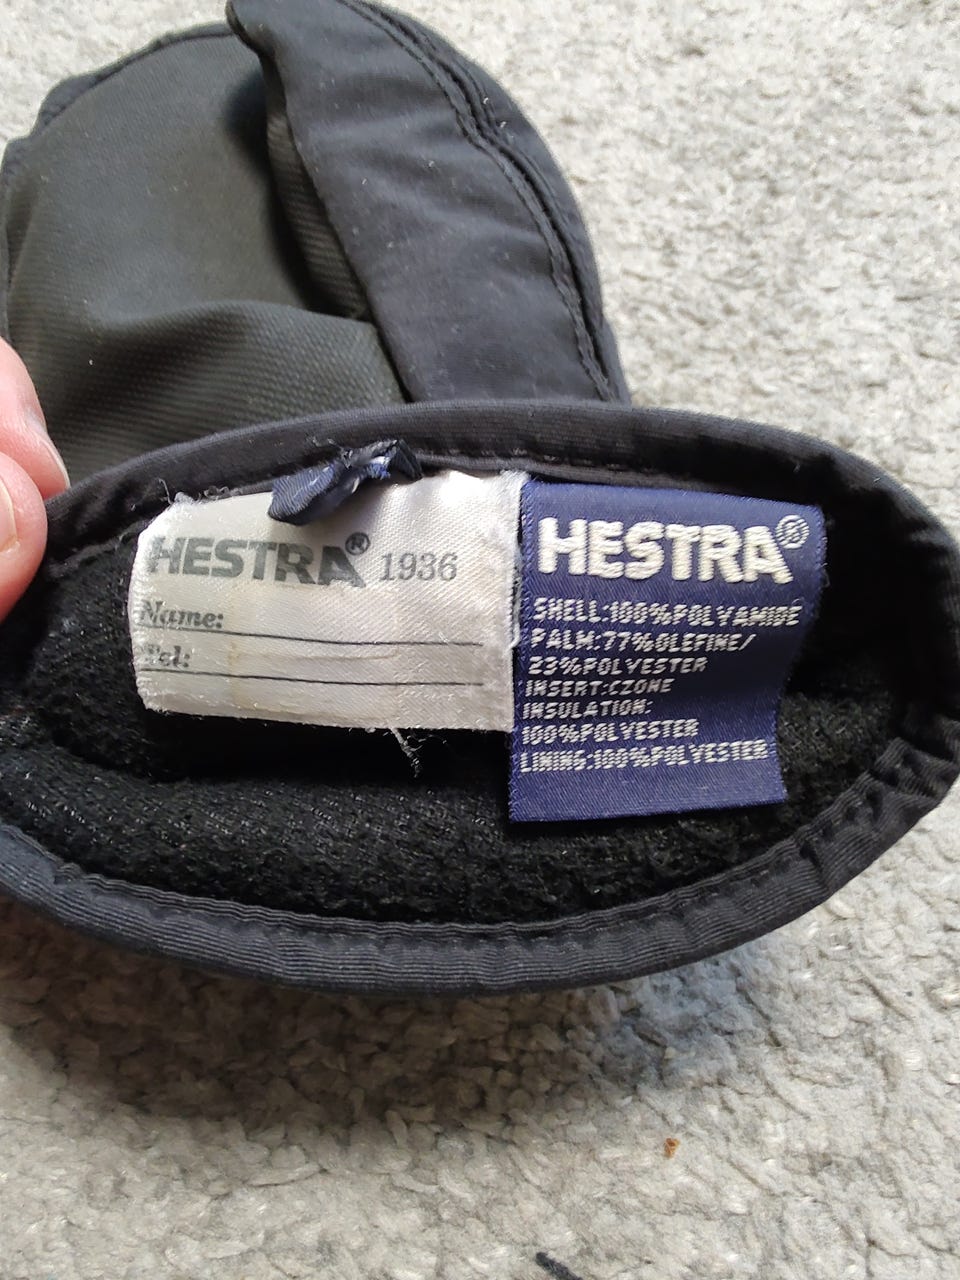 HESTRA® 1936
Name:
Tel:
HESTRA®
SHELL:100%POLYAMIDE
PALM:77%OLEFINE/
23%POLYESTER
INSERT:CZONE
INSULATION:
100%POLYESTER
LINING:100%POLYESTER